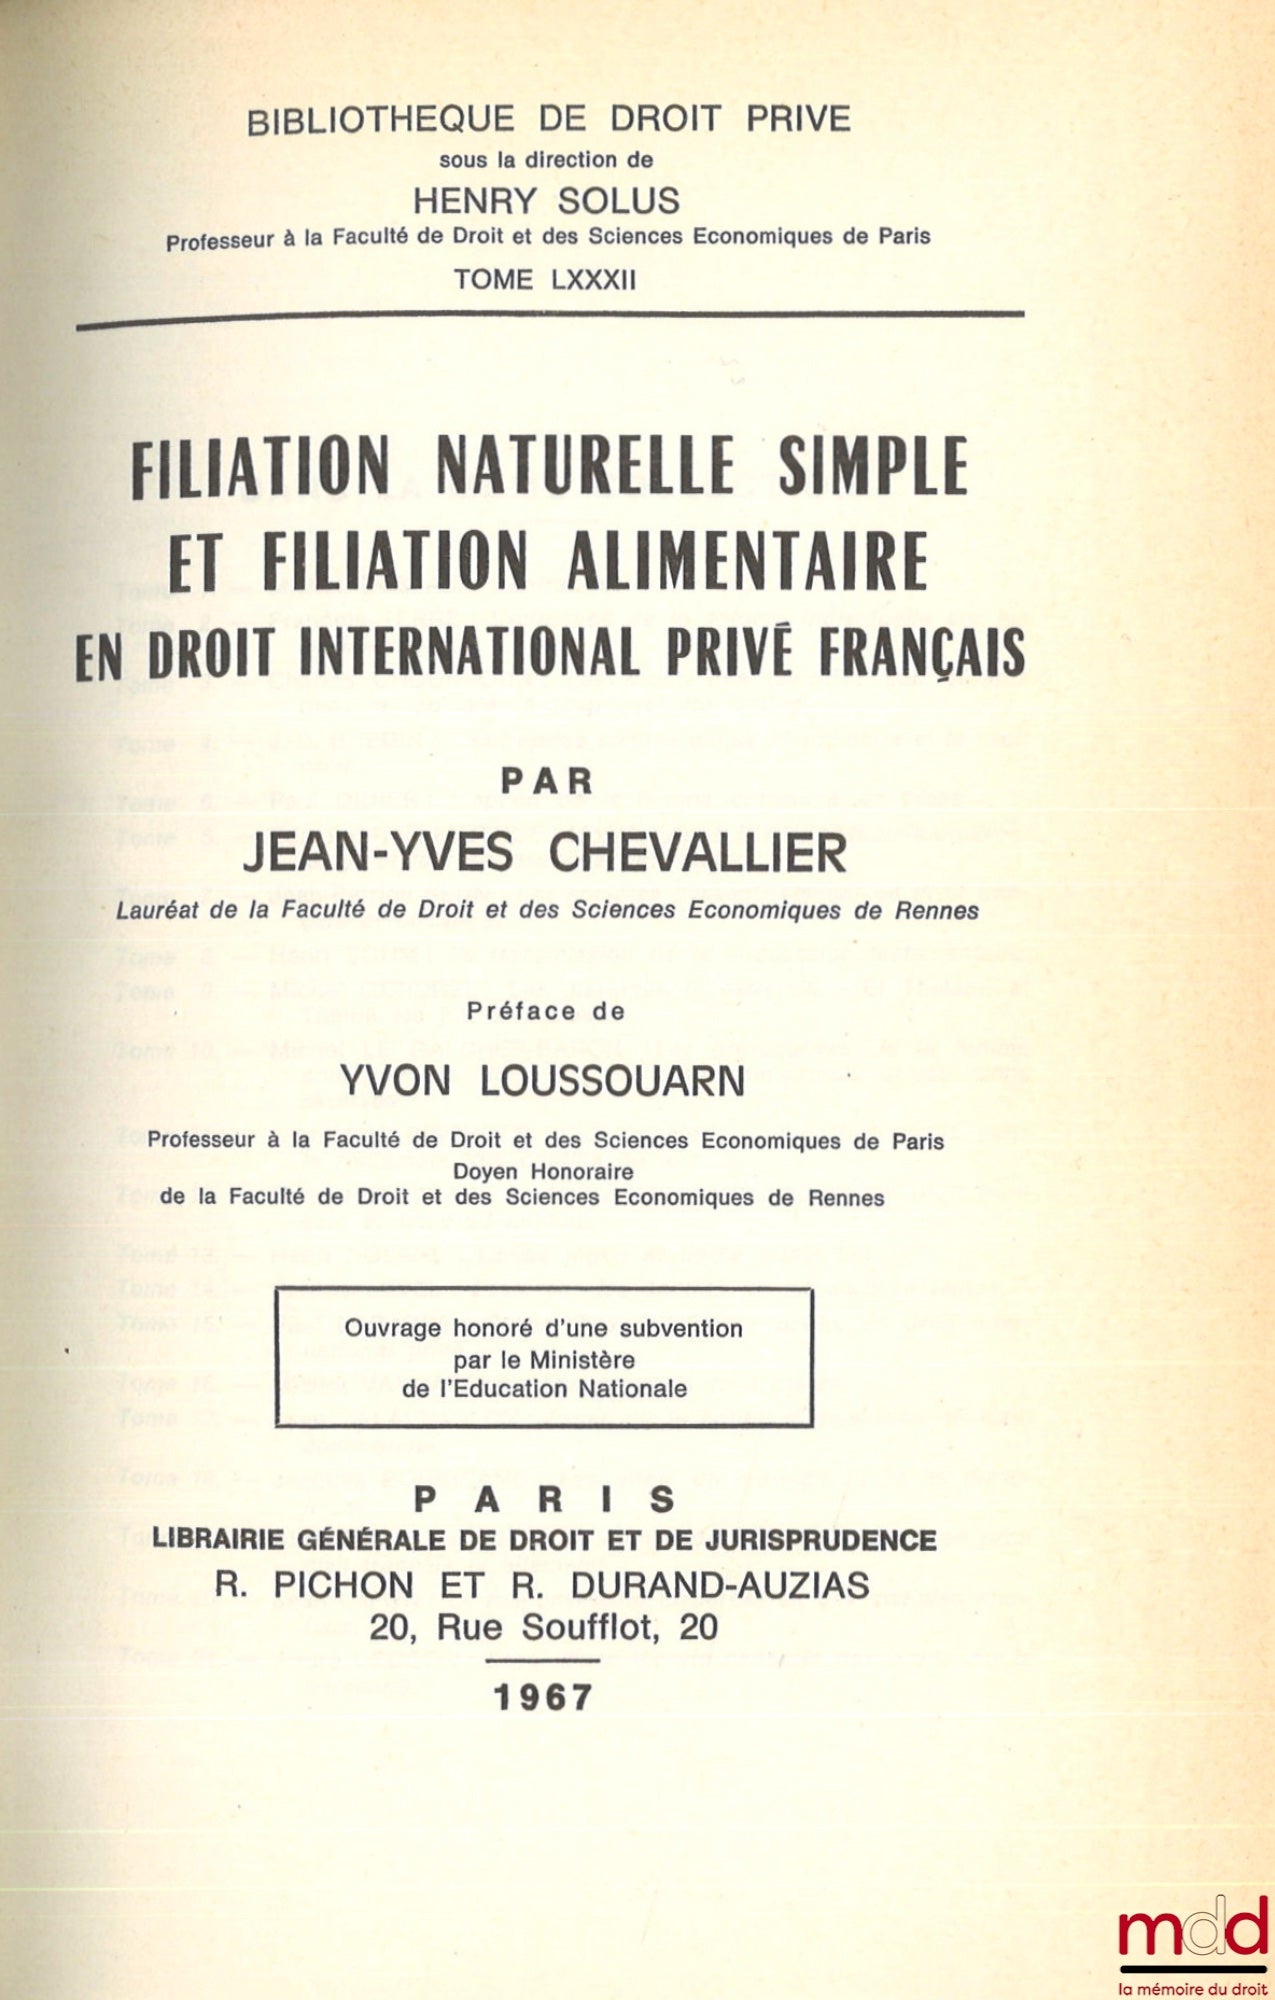 BIBLIOTHEQUE DE DROIT PRIVE
sous la direction de
HENRY SOLUS
Professeur à la Faculté de Droit et des Sciences Economiques de Paris
TOME LXXXII
FILIATION NATURELLE SIMPLE
ET FILIATION ALIMENTAIRE
EN DROIT INTERNATIONAL PRIVÉ FRANÇAIS
PAR
JEAN-YVES CHEVALLIER
Lauréat de la Faculté de Droit et des Sciences Economiques de Rennes
Préface de
YVON LOUSSOUARN
Professeur à la Faculté de Droit et des Sciences Economiques de Paris
Doyen Honoraire
de la Faculté de Droit et des Sciences Economiques de Rennes
Ouvrage honoré d'une subvention
par le Ministère
de l'Education Nationale
PARIS
LIBRAIRIE GÉNÉRALE DE DROIT ET DE JURISPRUDENCE
R. PICHON ET R. DURAND-AUZIAS
20, Rue Soufflot, 20
1967
mdd
la mémoire du droit